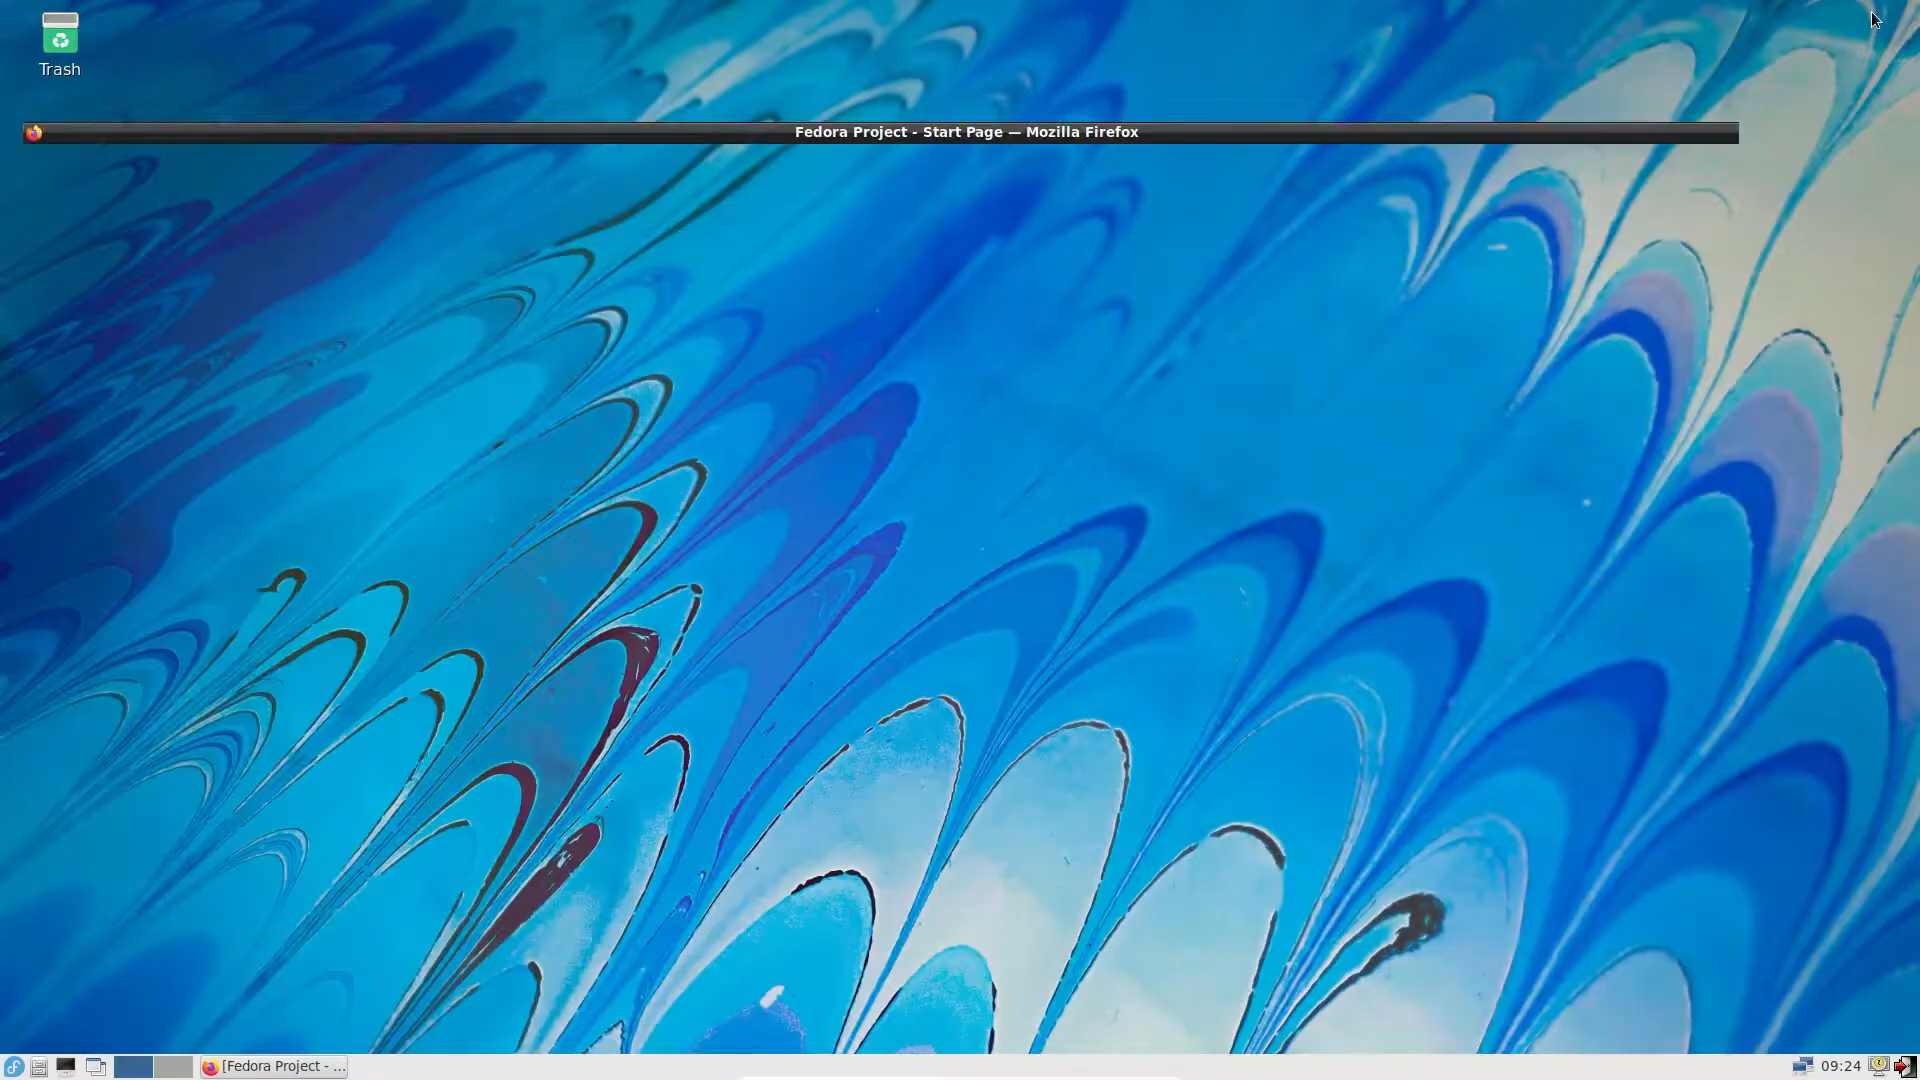 Trash
Fedora Project - Start Page — Mozilla Firefox
[Fedora Project - ...
09:24